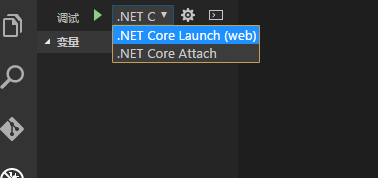 调试 .NET C
.NET Core Launch (web)
.NET Core Attach
变量